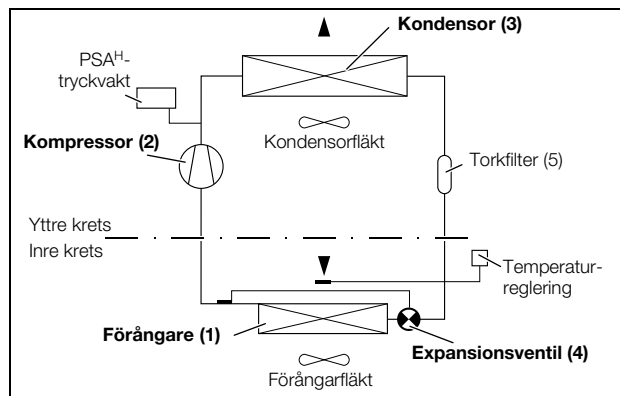 Kondensor (3)
PSAᴴ-
tryckvakt
Kondensorfläkt
Kompressor (2)
Torkfilter (5)
Yttre krets
Inre krets
Temperatur-
reglering
Förångare (1)
Expansionsventil (4)
Förångarfläkt